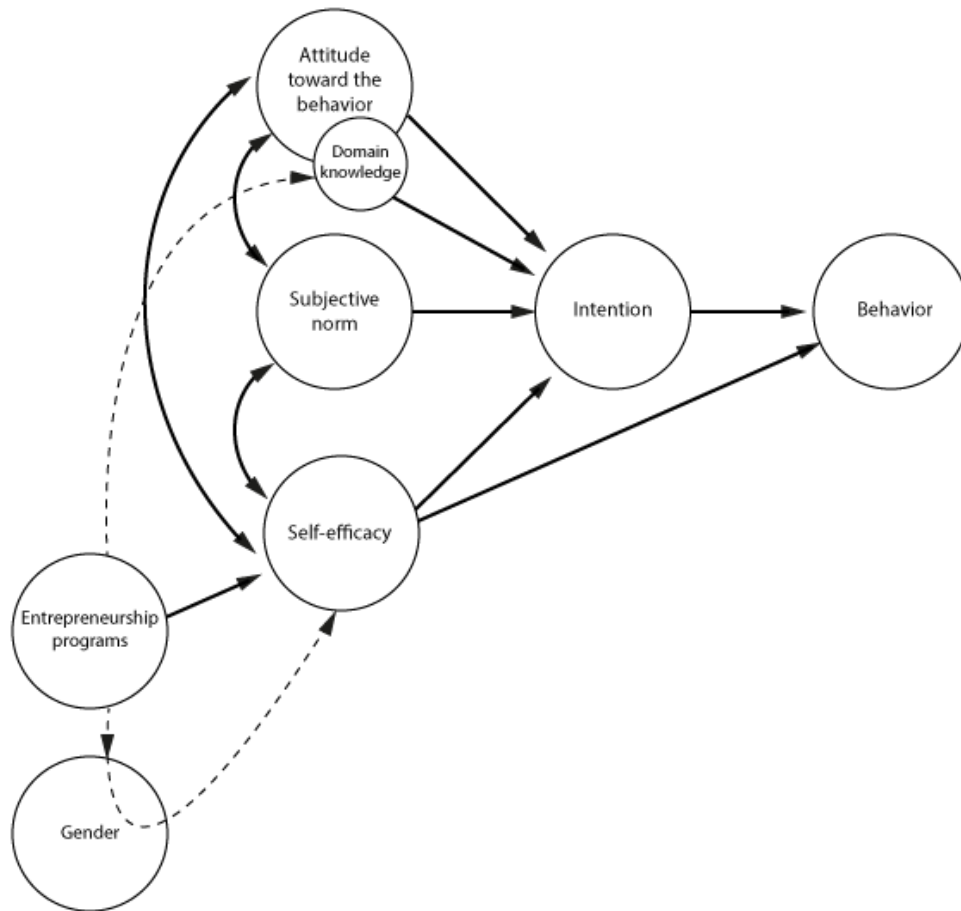 Attitude
toward the
behavior
Domain
knowledge
Subjective
norm
Intention
Behavior
Self-efficacy
Entrepreneurship
programs
Gender